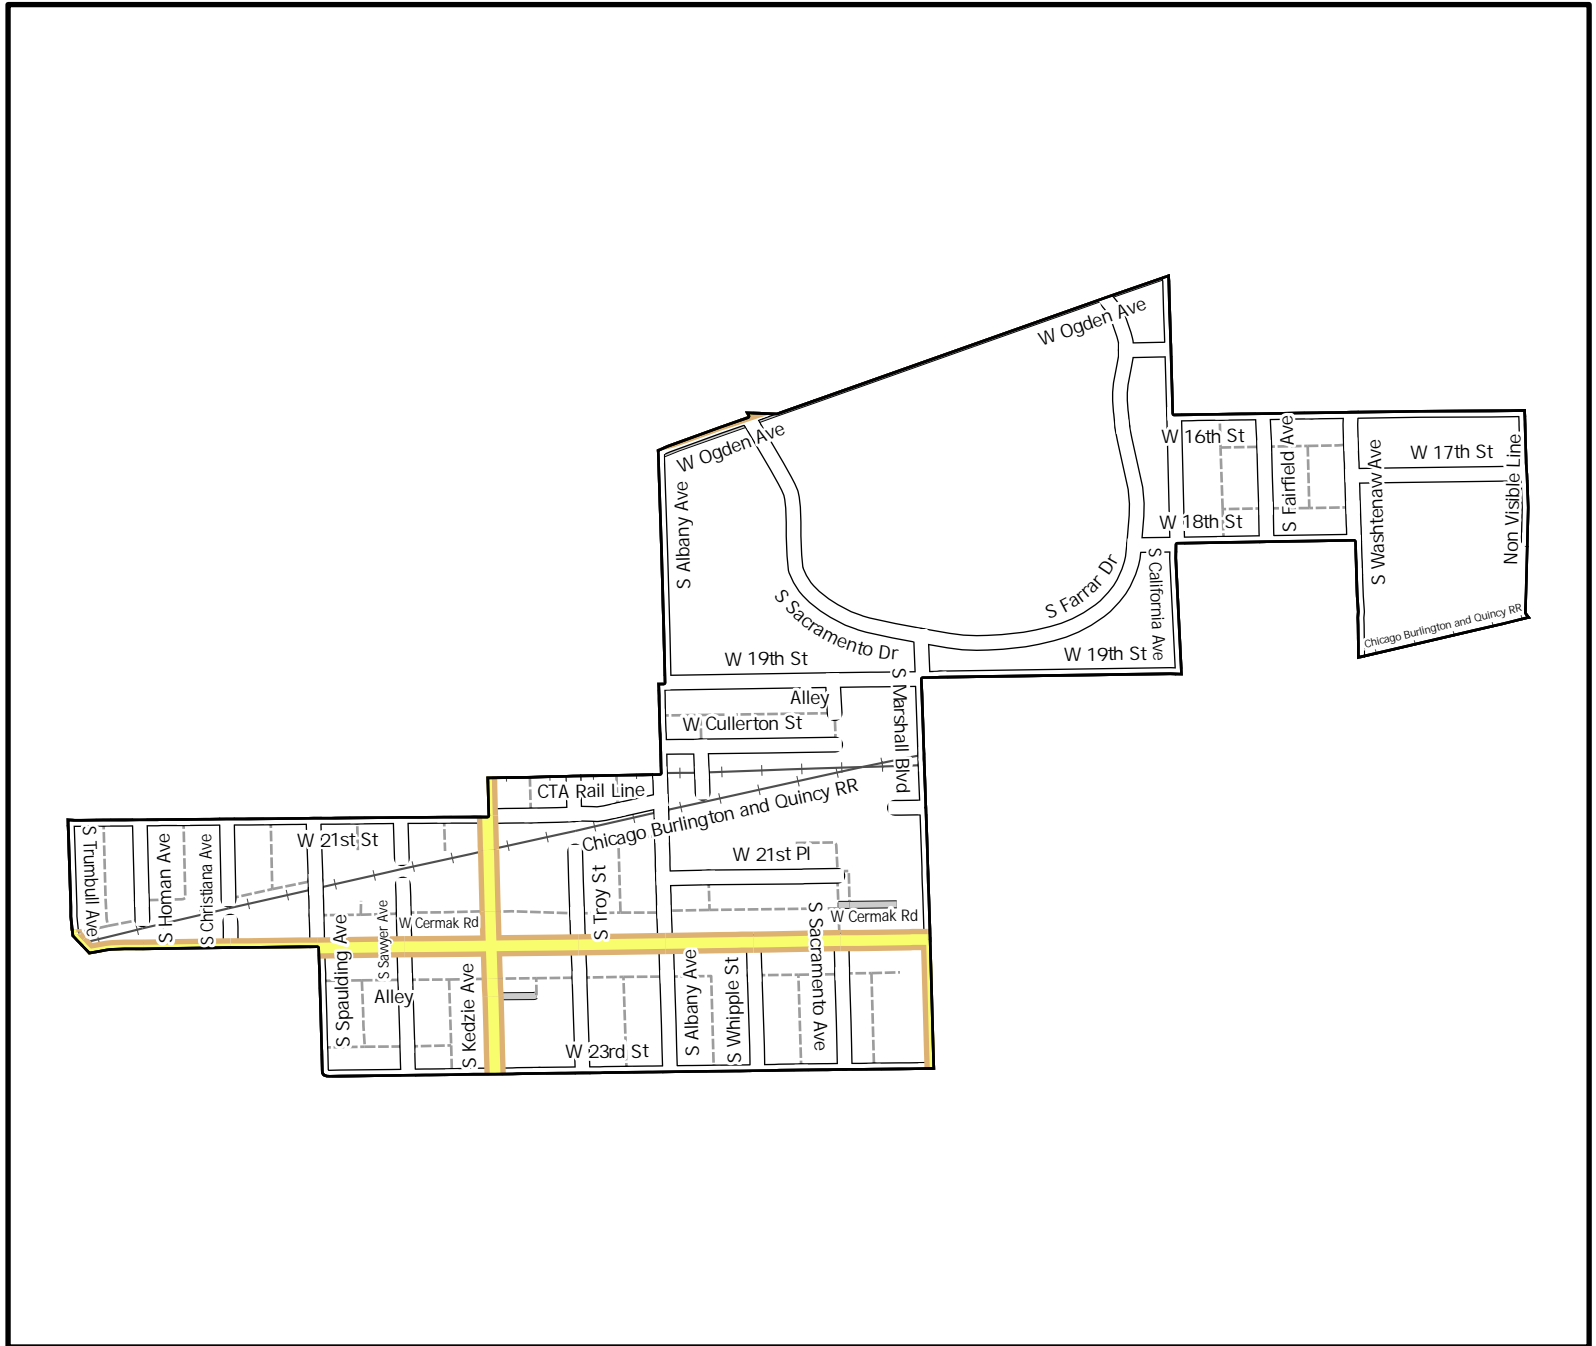 W Ogden Ave
W Ogden Ave
W 16th St
S Fairfield Ave
W 17th St
S Washtenaw Ave
Non Visible Line
S Albany Ave
W 18th St
S Farrar Dr
S California Ave
S Sacramento Dr
Chicago Burlington and Quincy RR
W 19th St
W 19th St
S Marshall Blvd
Alley
W Cullerton St
CTA Rail Line
Chicago Burlington and Quincy RR
S Trumbull Ave
S Homan Ave
S Christiana Ave
W 21st St
W 21st Pl
S Troy St
W Cermak Rd
W Cermak Rd
S Spaulding Ave
S Sawyer Ave
S Sacramento Ave
Alley
S Kedzie Ave
S Albany Ave
S Whipple St
W 23rd St